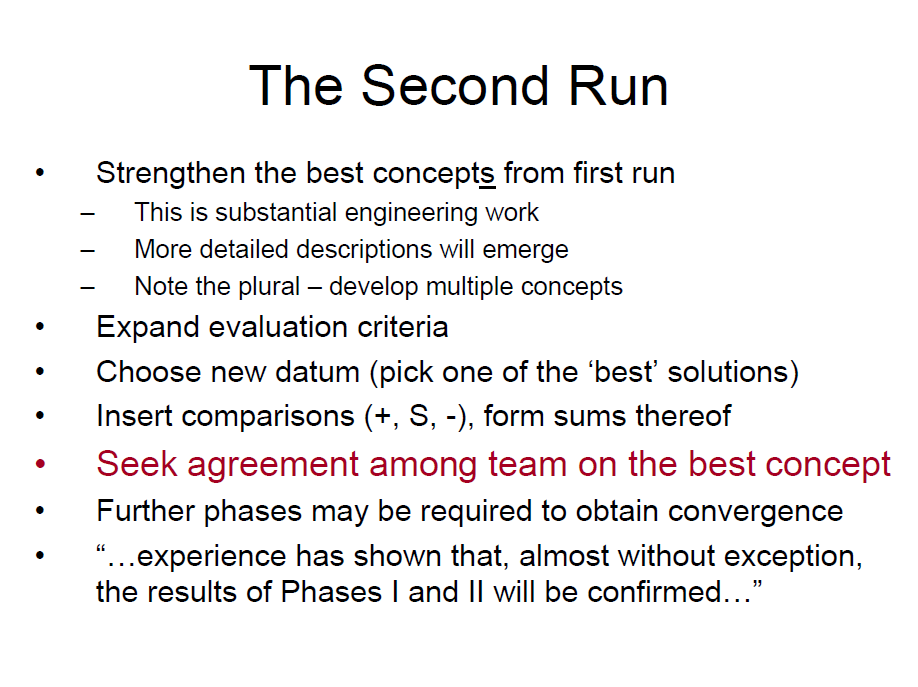 The Second Run
• Strengthen the best concepts from first run
– This is substantial engineering work
– More detailed descriptions will emerge
– Note the plural – develop multiple concepts
• Expand evaluation criteria
• Choose new datum (pick one of the ‘best’ solutions)
• Insert comparisons (+, S, -), form sums thereof
• Seek agreement among team on the best concept
• Further phases may be required to obtain convergence
• “…experience has shown that, almost without exception,
the results of Phases I and II will be confirmed…”